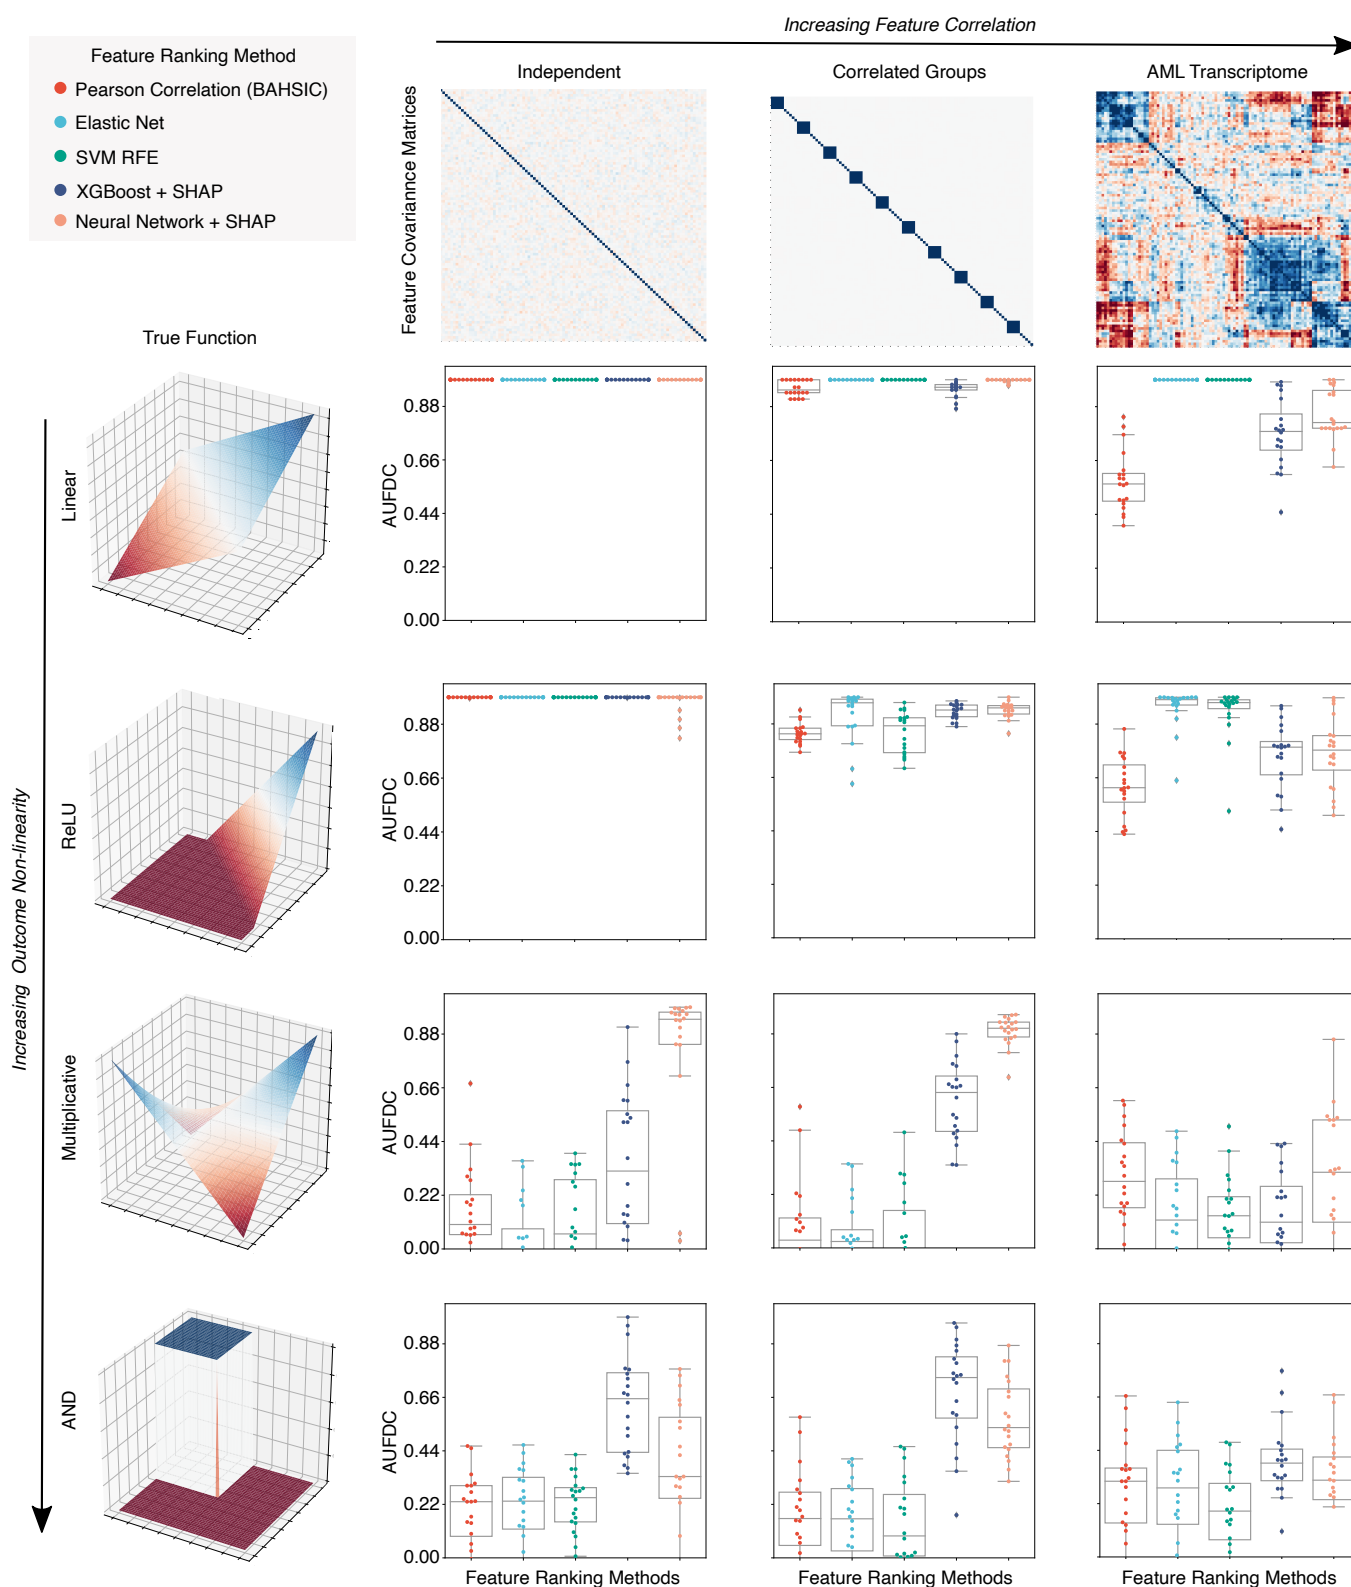 Increasing Feature Correlation
Feature Ranking Method
Pearson Correlation (BAHSIC)
Elastic Net
SVM RFE
XGBoost + SHAP
Neural Network + SHAP
Independent
Correlated Groups
AML Transcriptome
Feature Covariannce Matrices
True Function
Increasing Outcome Non-linearity
Linear
AUFDC
0.88
0.66
0.44
0.22
0.00
ReLU
AUFDC
0.88
0.66
0.44
0.22
0.00
Multiplicative
AUFDC
0.88
0.66
0.44
0.22
0.00
AND
AUFDC
0.88
0.66
0.44
0.22
0.00
Feature Ranking Methods
Feature Ranking Methods
Feature Ranking Methods